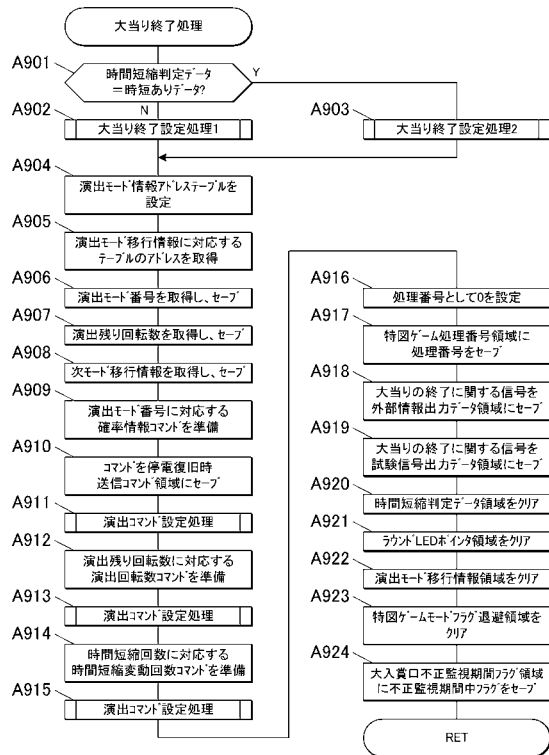 大当り終了処理
A901
時間短縮判定データ
＝時短ありデータ?
Y
N
A902
大当り終了設定処理1
A903
大当り終了設定処理2
A904
演出モード情報アドレステーブルを
設定
A905
演出モード移行情報に対応する
テーブルのアドレスを取得
A906
演出モード番号を取得し、セーブ
A907
演出残り回転数を取得し、セーブ
A908
次モード移行情報を取得し、セーブ
A909
演出モード番号に対応する
確率情報コマンドを準備
A910
コマンドを停電復旧時
送信コマンド領域にセーブ
A911
演出コマンド設定処理
A912
演出残り回転数に対応する
演出回転数コマンドを準備
A913
演出コマンド設定処理
A914
時間短縮回数に対応する
時間短縮変動回数コマンドを準備
A915
演出コマンド設定処理
A916
処理番号として0を設定
A917
特図ゲーム処理番号領域に
処理番号をセーブ
A918
大当りの終了に関する信号を
外部情報出力データ領域にセーブ
A919
大当りの終了に関する信号を
試験信号出力データ領域にセーブ
A920
時間短縮判定データ領域をクリア
A921
ラウンドLEDポインタ領域をクリア
A922
演出モード移行情報領域をクリア
A923
特図ゲームモードフラグ退避領域を
クリア
A924
大入賞口不正監視期間フラグ領域
に不正監視期間中フラグをセーブ
RET